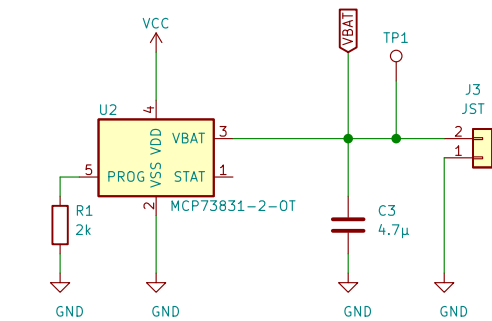 VCC
VBAT
TP1
J3
JST
U2
4
VDD
VBAT
3
2
1
5
PROG
VSS
STAT
1
2
MCP73831-2-OT
R1
2k
C3
4.7µ
GND
GND
GND
GND